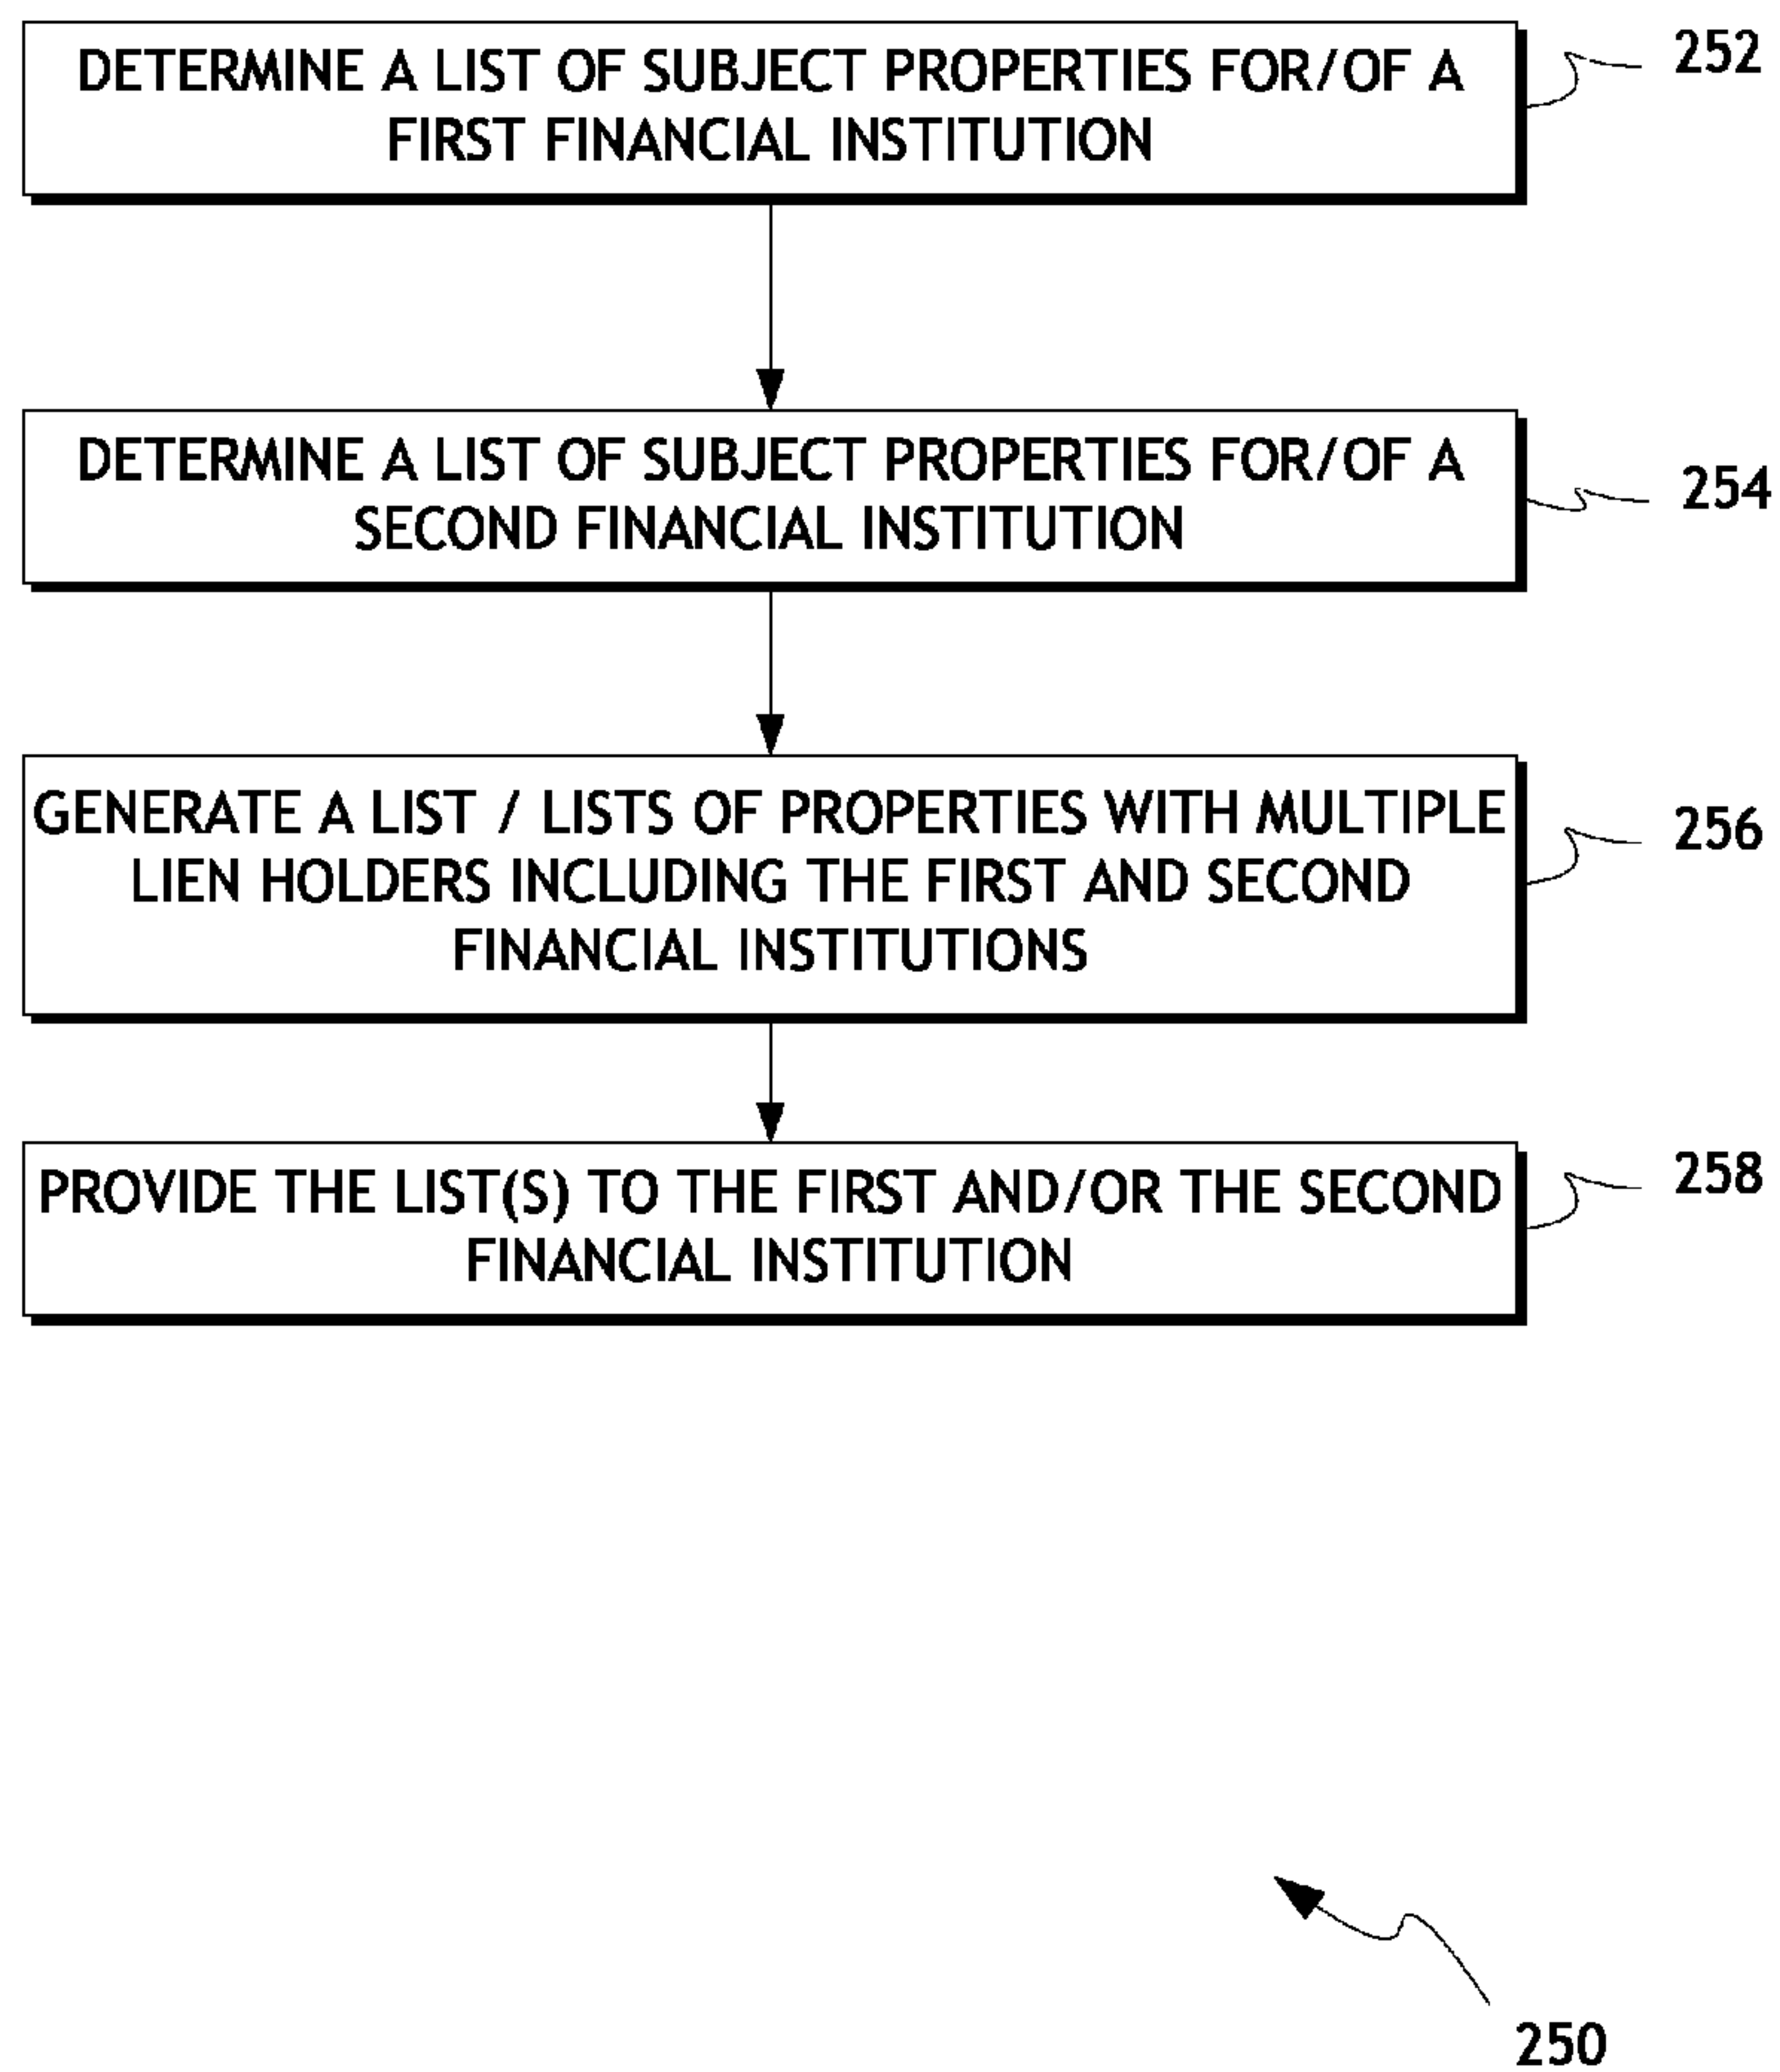 DETERMINE A LIST OF SUBJECT PROPERTIES FOR/OF A
FIRST FINANCIAL INSTITUTION
252
DETERMINE A LIST OF SUBJECT PROPERTIES FOR/OF A
SECOND FINANCIAL INSTITUTION
254
GENERATE A LIST / LISTS OF PROPERTIES WITH MULTIPLE
LIEN HOLDERS INCLUDING THE FIRST AND SECOND
FINANCIAL INSTITUTIONS
256
PROVIDE THE LIST(S) TO THE FIRST AND/OR THE SECOND
FINANCIAL INSTITUTION
258
250